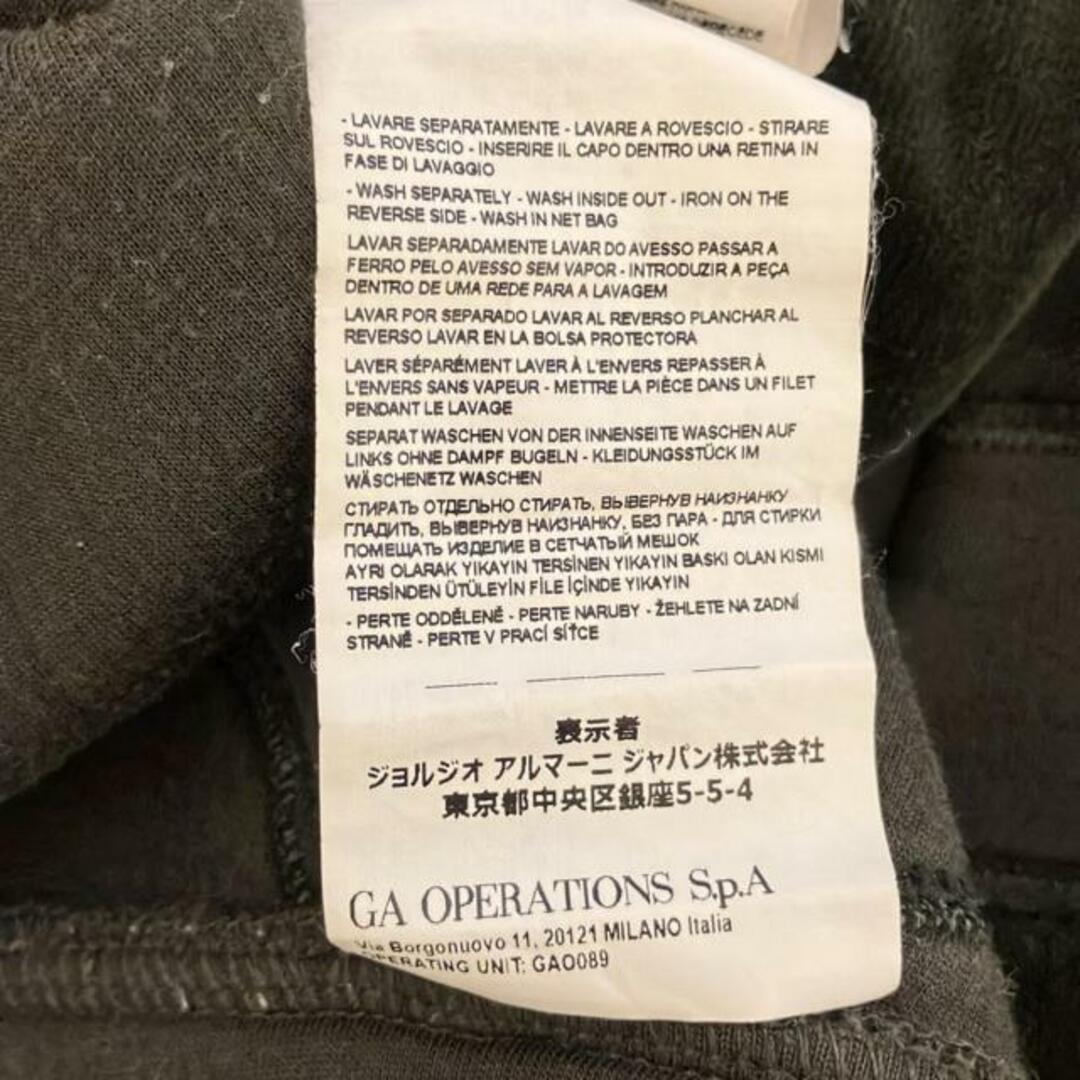 - LAVARE SEPARATAMENTE - LAVARE A ROVESCIO - STIRARE
SUL ROVESCIO - INSERIRE IL CAPO DENTRO UNA RETINA IN
FASE DI LAVAGGIO
- WASH SEPARATELY - WASH INSIDE OUT - IRON ON THE
REVERSE SIDE - WASH IN NET BAG
LAVAR SEPARADAMENTE LAVAR DO AVESSO PASSAR A
FERRO PELO AVESSO SEM VAPOR - INTRODUZIR A PEÇA
DENTRO DE UMA REDE PARA A LAVAGEM
LAVAR POR SEPARADO LAVAR AL REVERSO PLANCHAR AL
REVERSO LAVAR EN LA BOLSA PROTECTORA
LAVER SÉPARÉMENT LAVER À L'ENVERS REPASSER À
L'ENVERS SANS VAPEUR - METTRE LA PIÈCE DANS UN FILET
PENDANT LE LAVAGE
SEPARAT WASCHEN VON DER INNENSEITE WASCHEN AUF
LINKS OHNE DAMPF BUGELN - KLEIDUNGSSTÜCK IM
WÄSCHENETZ WASCHEN
СТИРАТЬ ОТДЕЛЬНО СТИРАТЬ, ВЫВЕРНУВ НАИЗНАНКУ
ГЛАДИТЬ, ВЫВЕРНУВ НАИЗНАНКУ, БЕЗ ПАРА - ДЛЯ СТИРКИ
ПОМЕЩАТЬ ИЗДЕЛИЕ В СЕТЧАТЫЙ МЕШОК
AYRI OLARAK YIKAYIN TERSİNEN YIKAYIN BASKI OLAN KISMI
TERSİNDEN ÜTÜLEYİN FİLE İÇİNDE YIKAYIN
- PERTE ODDĚLENĚ - PERTE NARUBY - ŽEHLETE NA ZADNÍ
STRANĚ - PERTE V PRACÍ SÍŤCE
表示者
ジョルジオ アルマーニ ジャパン株式会社
東京都中央区銀座5-5-4
GA OPERATIONS S.p.A
Via Borgonuovo 11, 20121 MILANO Italia
OPERATING UNIT: GAO089